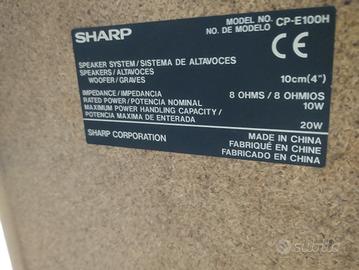 SHARP
MODEL NO. CP-E100H
NO. DE MODELO
CE
SPEAKER SYSTEM/SISTEMA DE ALTAVOCES
SPEAKERS/ALTAVOCES
WOOFER/GRAVES 10cm(4")
IMPEDANCE/IMPEDANCIA 8 OHMS/8 OHMIOS
RATED POWER/POTENCIA NOMINAL 10W
MAXIMUM POWER HANDLING CAPACITY/
POTENCIA MAXIMA DE ENTERADA 20W
SHARP CORPORATION
MADE IN CHINA
FABRIQUÉ EN CHINE
FABRICADO EN CHINA
subito